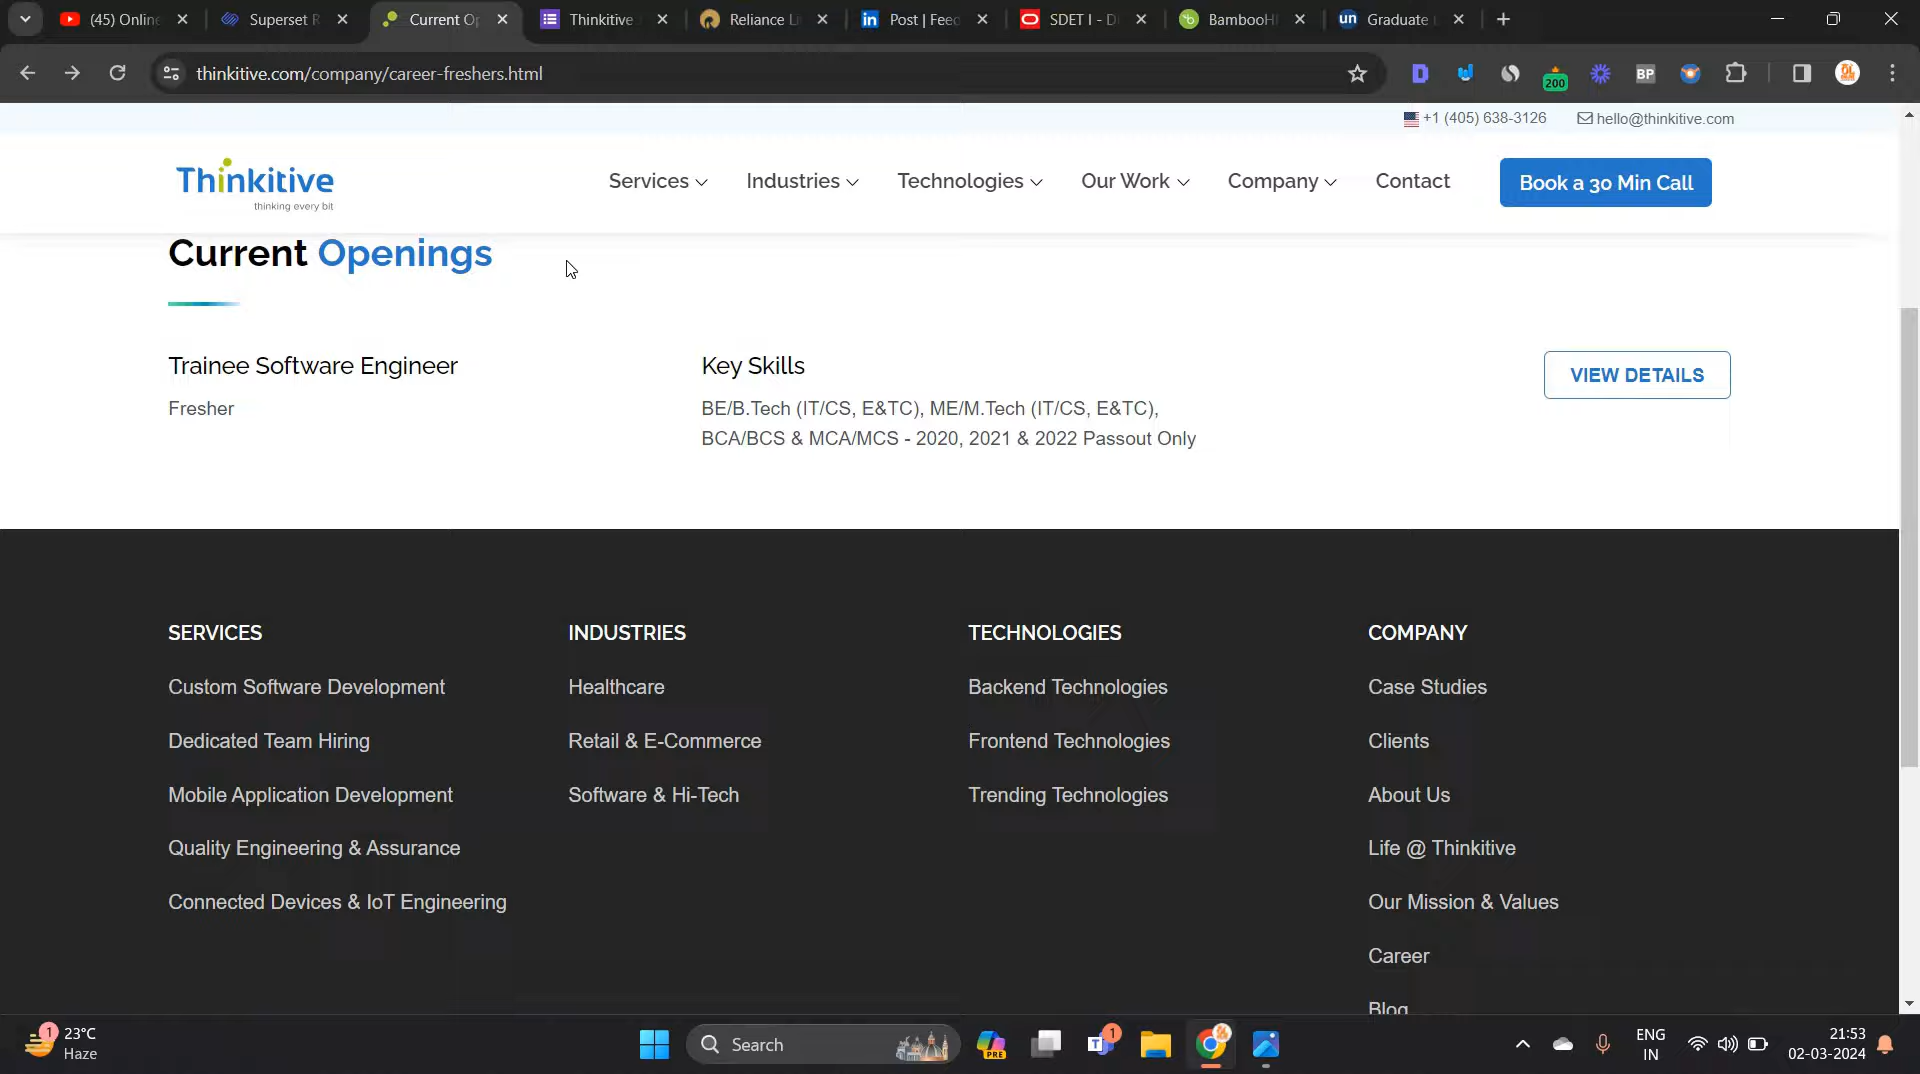 (45) Online
Superset
Current Op
Thinkitive
Reliance Li
Post | Feed
SDET I - D
BambooH
Graduate
thinkitive.com/company/career-freshers.html
200
BP
+1 (405) 638-3126
hello@thinkitive.com
Thinkitive
thinking every bit
Services
Industries
Technologies
Our Work
Company
Contact
Book a 30 Min Call
Current Openings
Trainee Software Engineer
Fresher
Key Skills
BE/B.Tech (IT/CS, E&TC), ME/M.Tech (IT/CS, E&TC),
BCA/BCS & MCA/MCS - 2020, 2021 & 2022 Passout Only
VIEW DETAILS
SERVICES
Custom Software Development
Dedicated Team Hiring
Mobile Application Development
Quality Engineering & Assurance
Connected Devices & IoT Engineering
INDUSTRIES
Healthcare
Retail & E-Commerce
Software & Hi-Tech
TECHNOLOGIES
Backend Technologies
Frontend Technologies
Trending Technologies
COMPANY
Case Studies
Clients
About Us
Life @ Thinkitive
Our Mission & Values
Career
Blog
1
23°C
Haze
Search
PRE
1
ENG
IN
21:53
02-03-2024